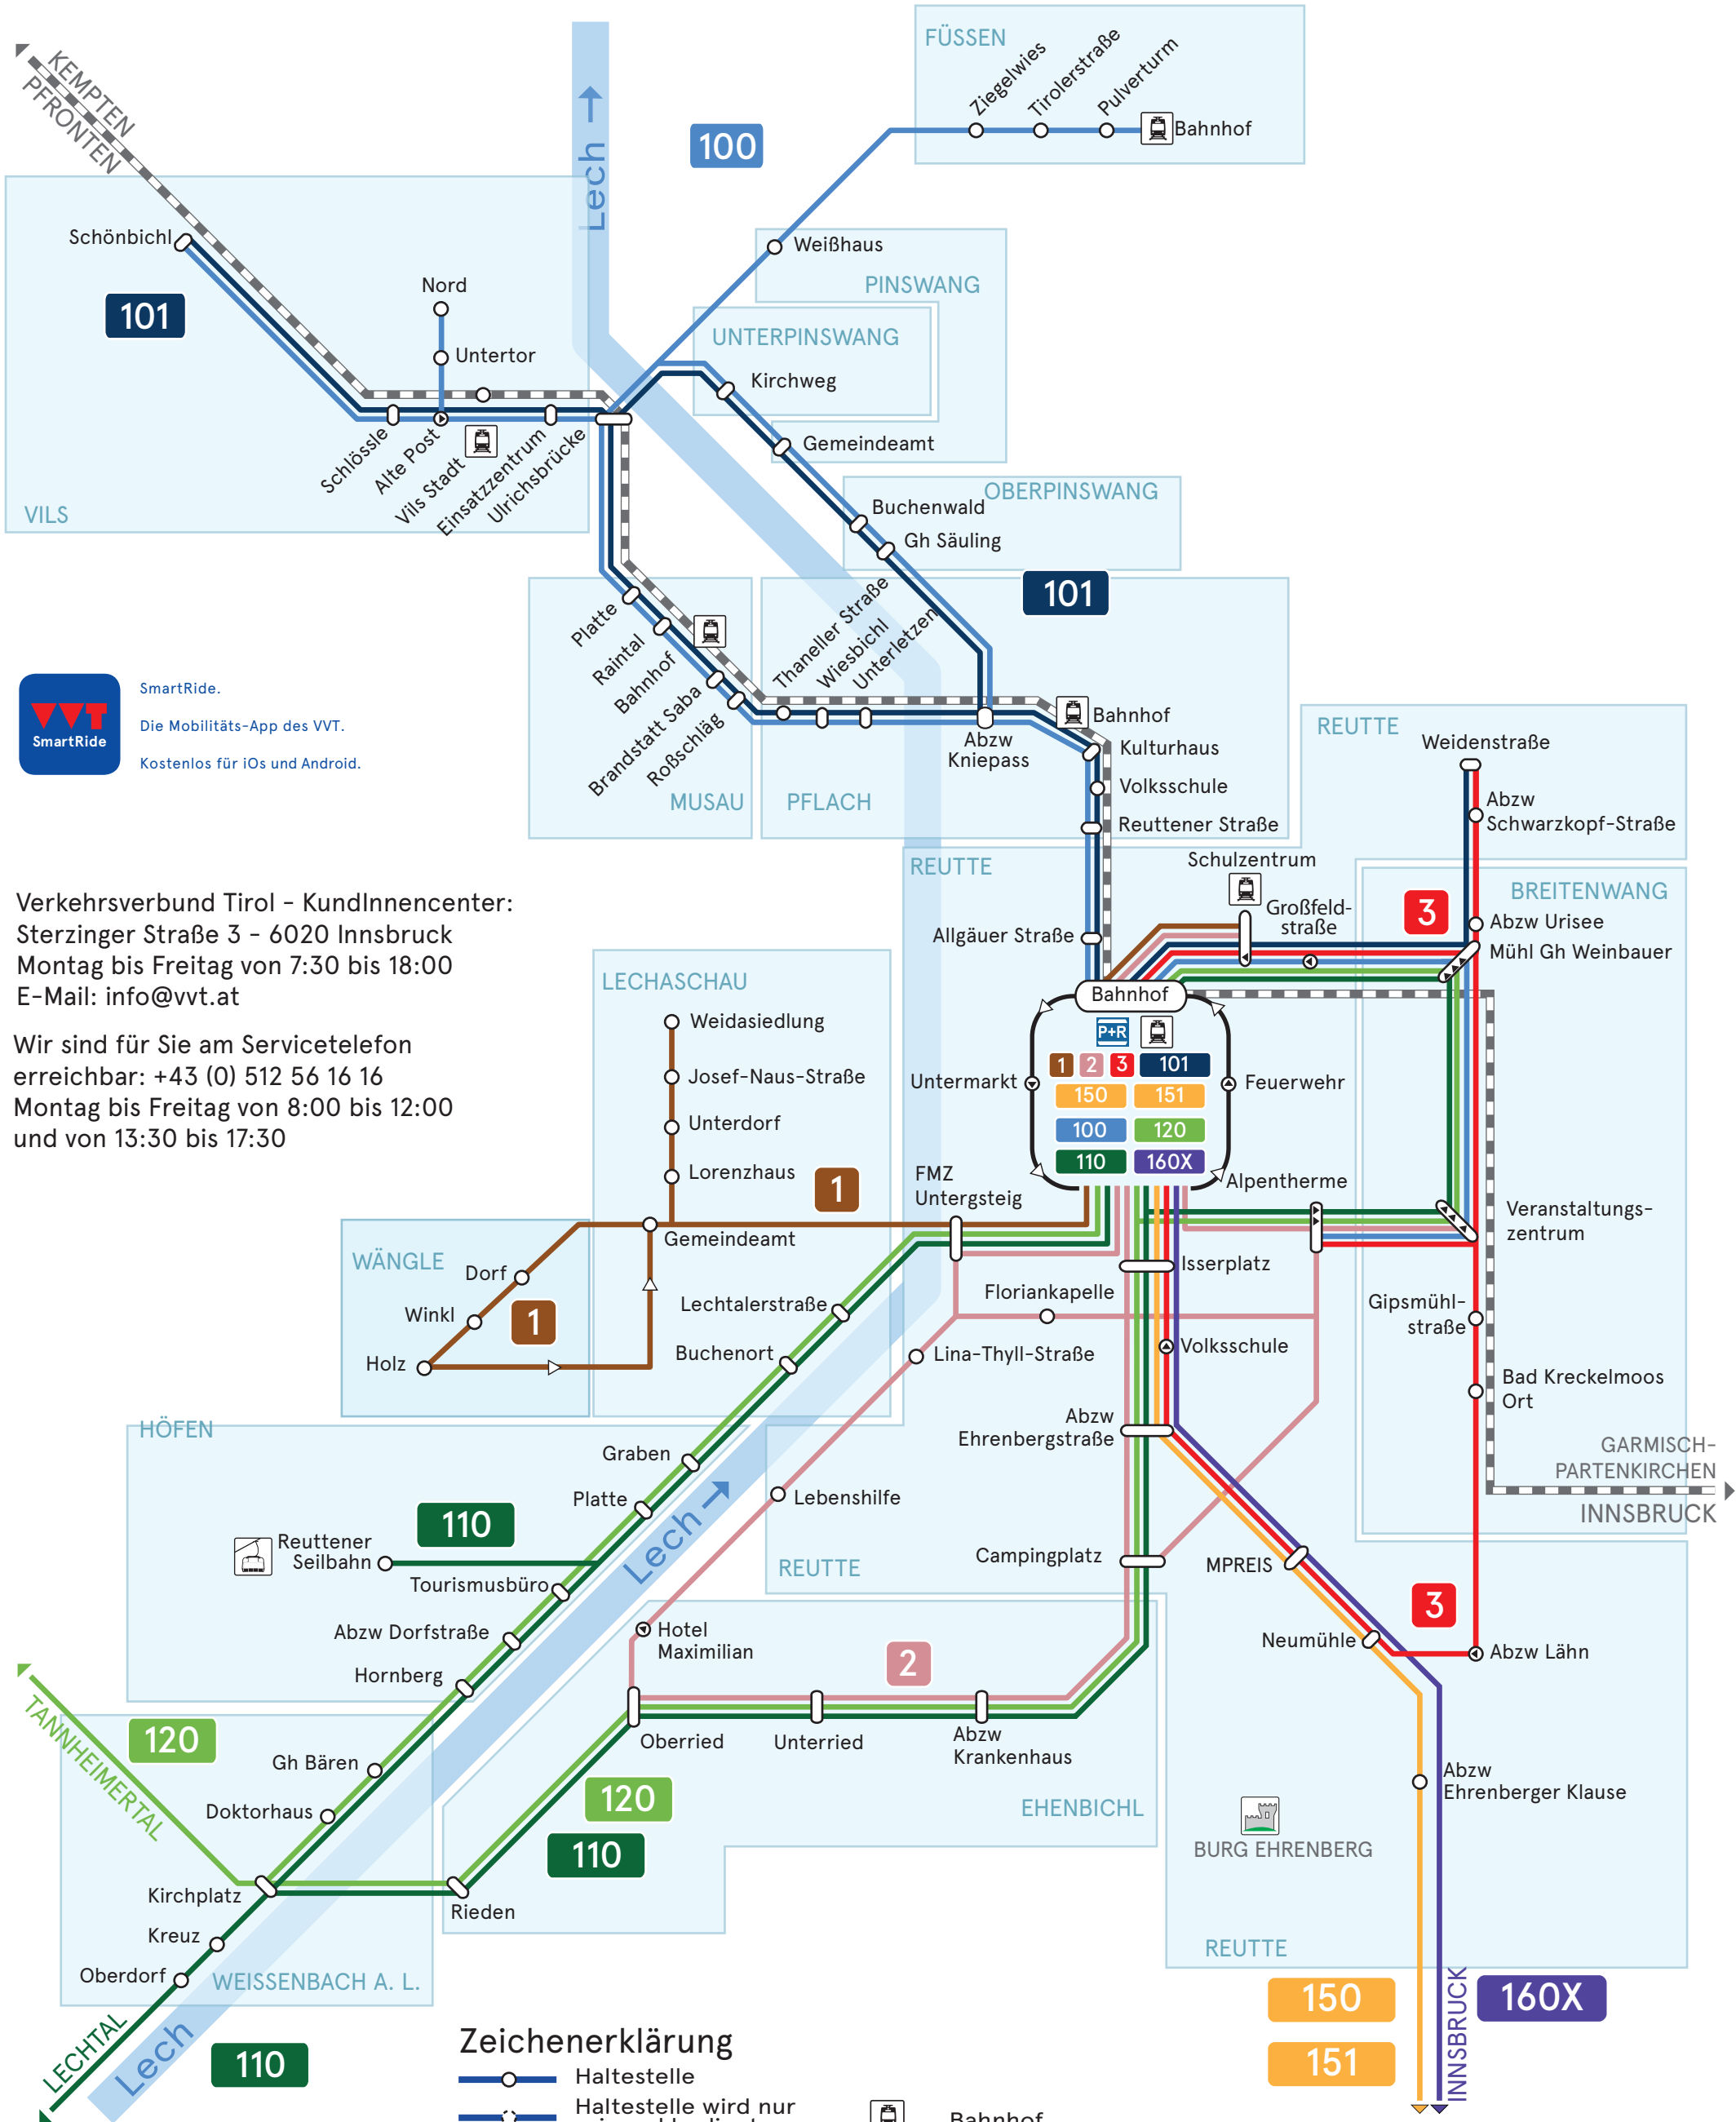 KEMPTEN
PFRONTEN
Lech
100
FÜSSEN
Ziegelwies
Tirolerstraße
Pulverturm
Bahnhof
Schönbichl
101
Nord
Untertor
Schlössle
Alte Post
Vils Stadt
Einsatzzentrum
Ulrichsbrücke
VILS
Weißhaus
PINSWANG
UNTERPINSWANG
Kirchweg
Gemeindeamt
OBERPINSWANG
Buchenwald
Gh Säuling
101
Platte
Raintal
Bahnhof
Brandstatt Saba
Roßschläg
MUSAU
Thaneller Straße
Wiesbichl
Unterletzen
Abzw
Kniepass
PFLACH
Bahnhof
Kulturhaus
Volksschule
Reuttener Straße
VVT
SmartRide
SmartRide.
Die Mobilitäts-App des VVT.
Kostenlos für iOs und Android.
REUTTE
Weidenstraße
Abzw
Schwarzkopf-Straße
BREITENWANG
3
Abzw Urisee
Mühl Gh Weinbauer
Verkehrsverbund Tirol - KundInnencenter:
Sterzinger Straße 3 - 6020 Innsbruck
Montag bis Freitag von 7:30 bis 18:00
E-Mail: info@vvt.at
Wir sind für Sie am Servicetelefon
erreichbar: +43 (0) 512 56 16 16
Montag bis Freitag von 8:00 bis 12:00
und von 13:30 bis 17:30
REUTTE
Schulzentrum
Großfeld-
straße
Allgäuer Straße
Bahnhof
P+R
1 2 3 101
150 151
100 120
110 160X
Untermarkt
Feuerwehr
Alpentherme
LECHASCHAU
Weidasiedlung
Josef-Naus-Straße
Unterdorf
Lorenzhaus
1
Gemeindeamt
FMZ
Untergsteig
WÄNGLE
Dorf
Winkl
1
Holz
Lechtalerstraße
Buchenort
Isserplatz
Floriankapelle
Lina-Thyll-Straße
Volksschule
Veranstaltungs-
zentrum
Gipsmühl-
straße
Bad Kreckelmoos
Ort
GARMISCH-
PARTENKIRCHEN
INNSBRUCK
HÖFEN
Graben
Platte
110
Reuttener
Seilbahn
Tourismusbüro
Abzw Dorfstraße
Hornberg
Lech
Abzw
Ehrenbergstraße
Lebenshilfe
Campingplatz
REUTTE
MPREIS
3
Neumühle
Abzw Lähn
Hotel
Maximilian
2
Oberried
Unterried
Abzw
Krankenhaus
120
110
EHENBICHL
TANNHEIMERTAL
120
Gh Bären
Doktorhaus
Kirchplatz
Rieden
Kreuz
Oberdorf
WEISSENBACH A. L.
LECHTAL
Lech
110
Abzw
Ehrenberger Klause
BURG EHRENBERG
REUTTE
150
151
INNSBRUCK
160X
Zeichenerklärung
Haltestelle
Haltestelle wird nur
Bahnhof